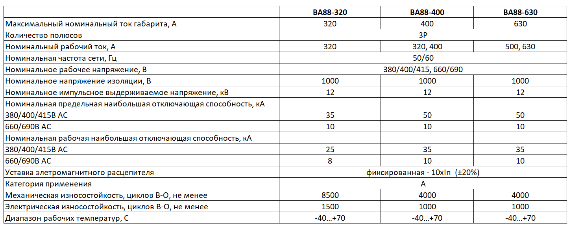 BA88-320 BA88-400 BA88-630
Максимальный номинальный ток габарита, А 320 400 630
Количество полюсов 3P
Номинальный рабочий ток, А 320 320, 400 500, 630
Номинальная частота сети, Гц 50/60
Номинальное рабочее напряжение, В 380/400/415, 660/690
Номинальное напряжение изоляции, В 1000 1000 1000
Номинальное импульсное выдерживаемое напряжение, кВ 12 12 12
Номинальная предельная наибольшая отключающая способность, кА
380/400/415В АС 35 50 50
660/690В АС 10 10 10
Номинальная рабочая наибольшая отключающая способность, кА
380/400/415В АС 25 35 35
660/690В АС 8 10 10
Уставка элетромагнитного расцепителя фиксированная - 10xIn (±20%)
Категория применения А
Механическая износостойкость, циклов В-О, не менее 8500 4000 4000
Электрическая износостойкость, циклов В-О, не менее 1500 1000 1000
Диапазон рабочих температур, С -40...+70 -40...+70 -40...+70